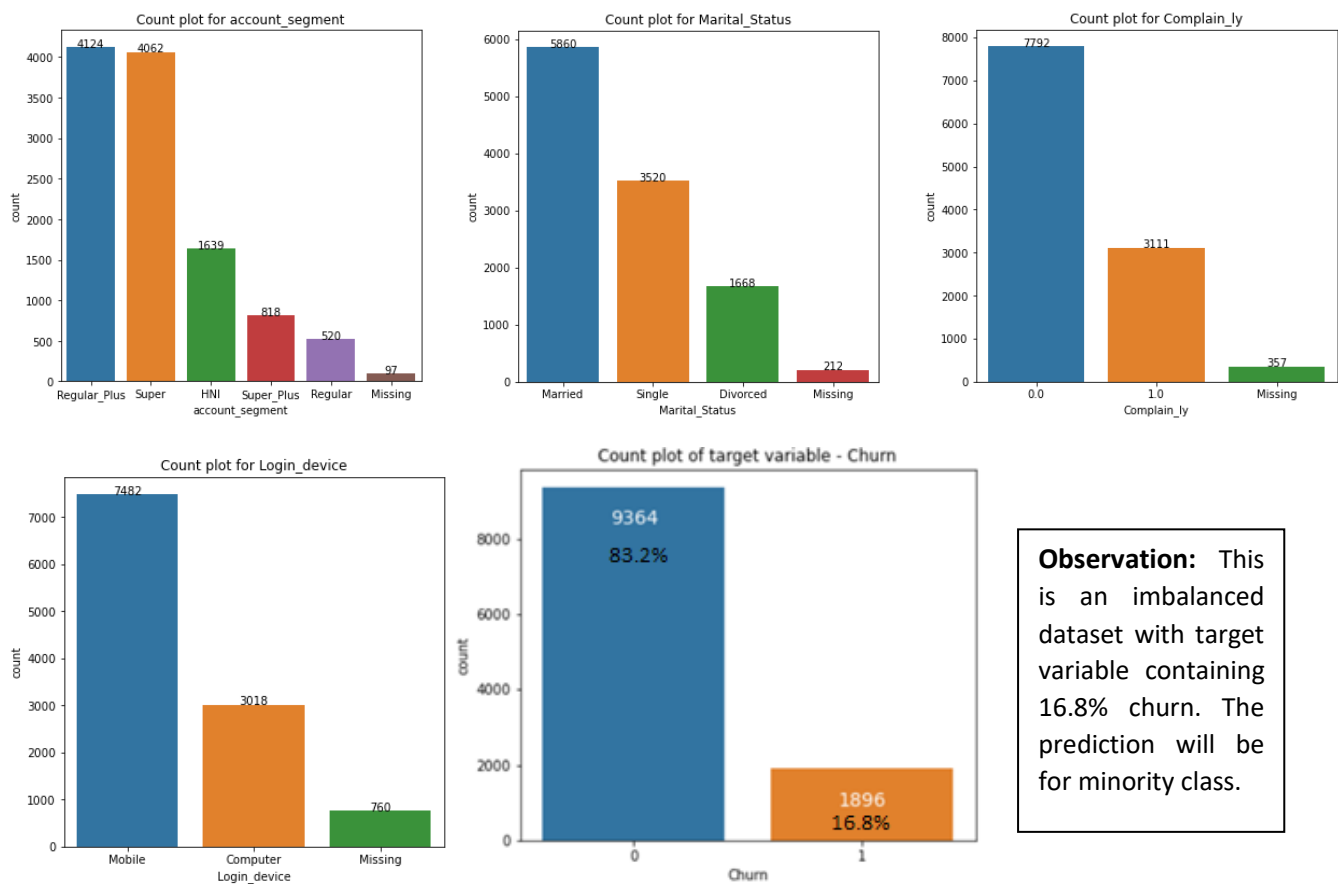 Count plot for account_segment
4124
4062
1639
818
520
97
4000
3500
3000
2500
2000
1500
1000
500
0
count
Regular_Plus Super HNI Super_Plus Regular Missing
account_segment
Count plot for Marital_Status
5860
3520
1668
212
6000
5000
4000
3000
2000
1000
0
count
Married Single Divorced Missing
Marital_Status
Count plot for Complain_ly
7792
3111
357
8000
7000
6000
5000
4000
3000
2000
1000
0
count
0.0 1.0 Missing
Complain_ly
Count plot for Login_device
7482
3018
760
7000
6000
5000
4000
3000
2000
1000
0
count
Mobile Computer Missing
Login_device
Count plot of target variable - Churn
9364
83.2%
1896
16.8%
8000
6000
4000
2000
0
count
0 1
Churn
Observation: This
is an imbalanced
dataset with target
variable containing
16.8% churn. The
prediction will be
for minority class.